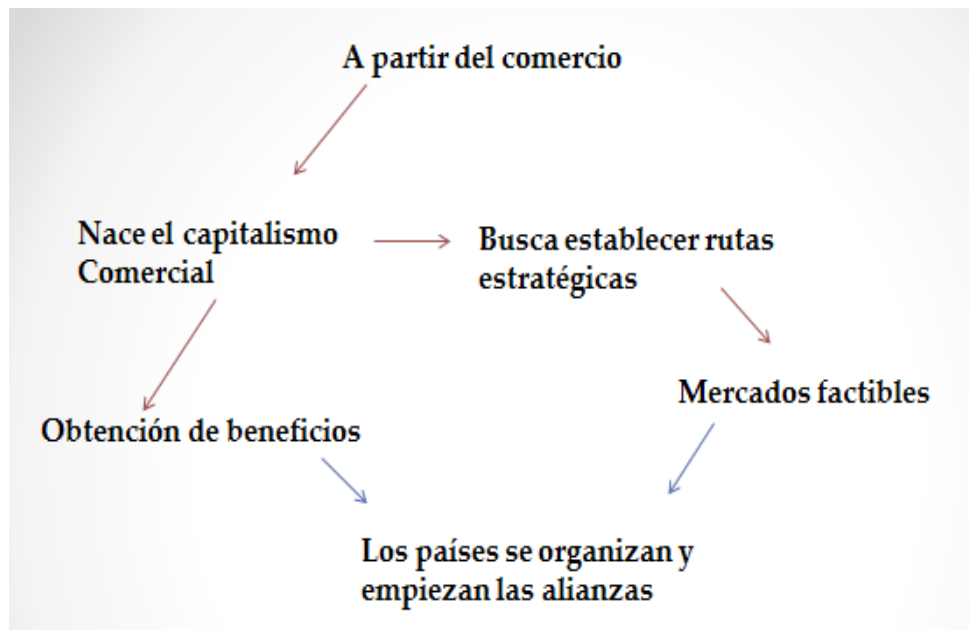 A partir del comercio
Nace el capitalismo
Comercial
Busca establecer rutas
estratégicas
Mercados factibles
Obtención de beneficios
Los países se organizan y
empiezan las alianzas